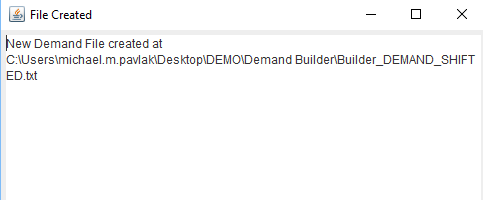 File Created
New Demand File created at
C:\Users\michael.m.pavlak\Desktop\DEMO\Demand Builder\Builder_DEMAND_SHIFT
ED.txt